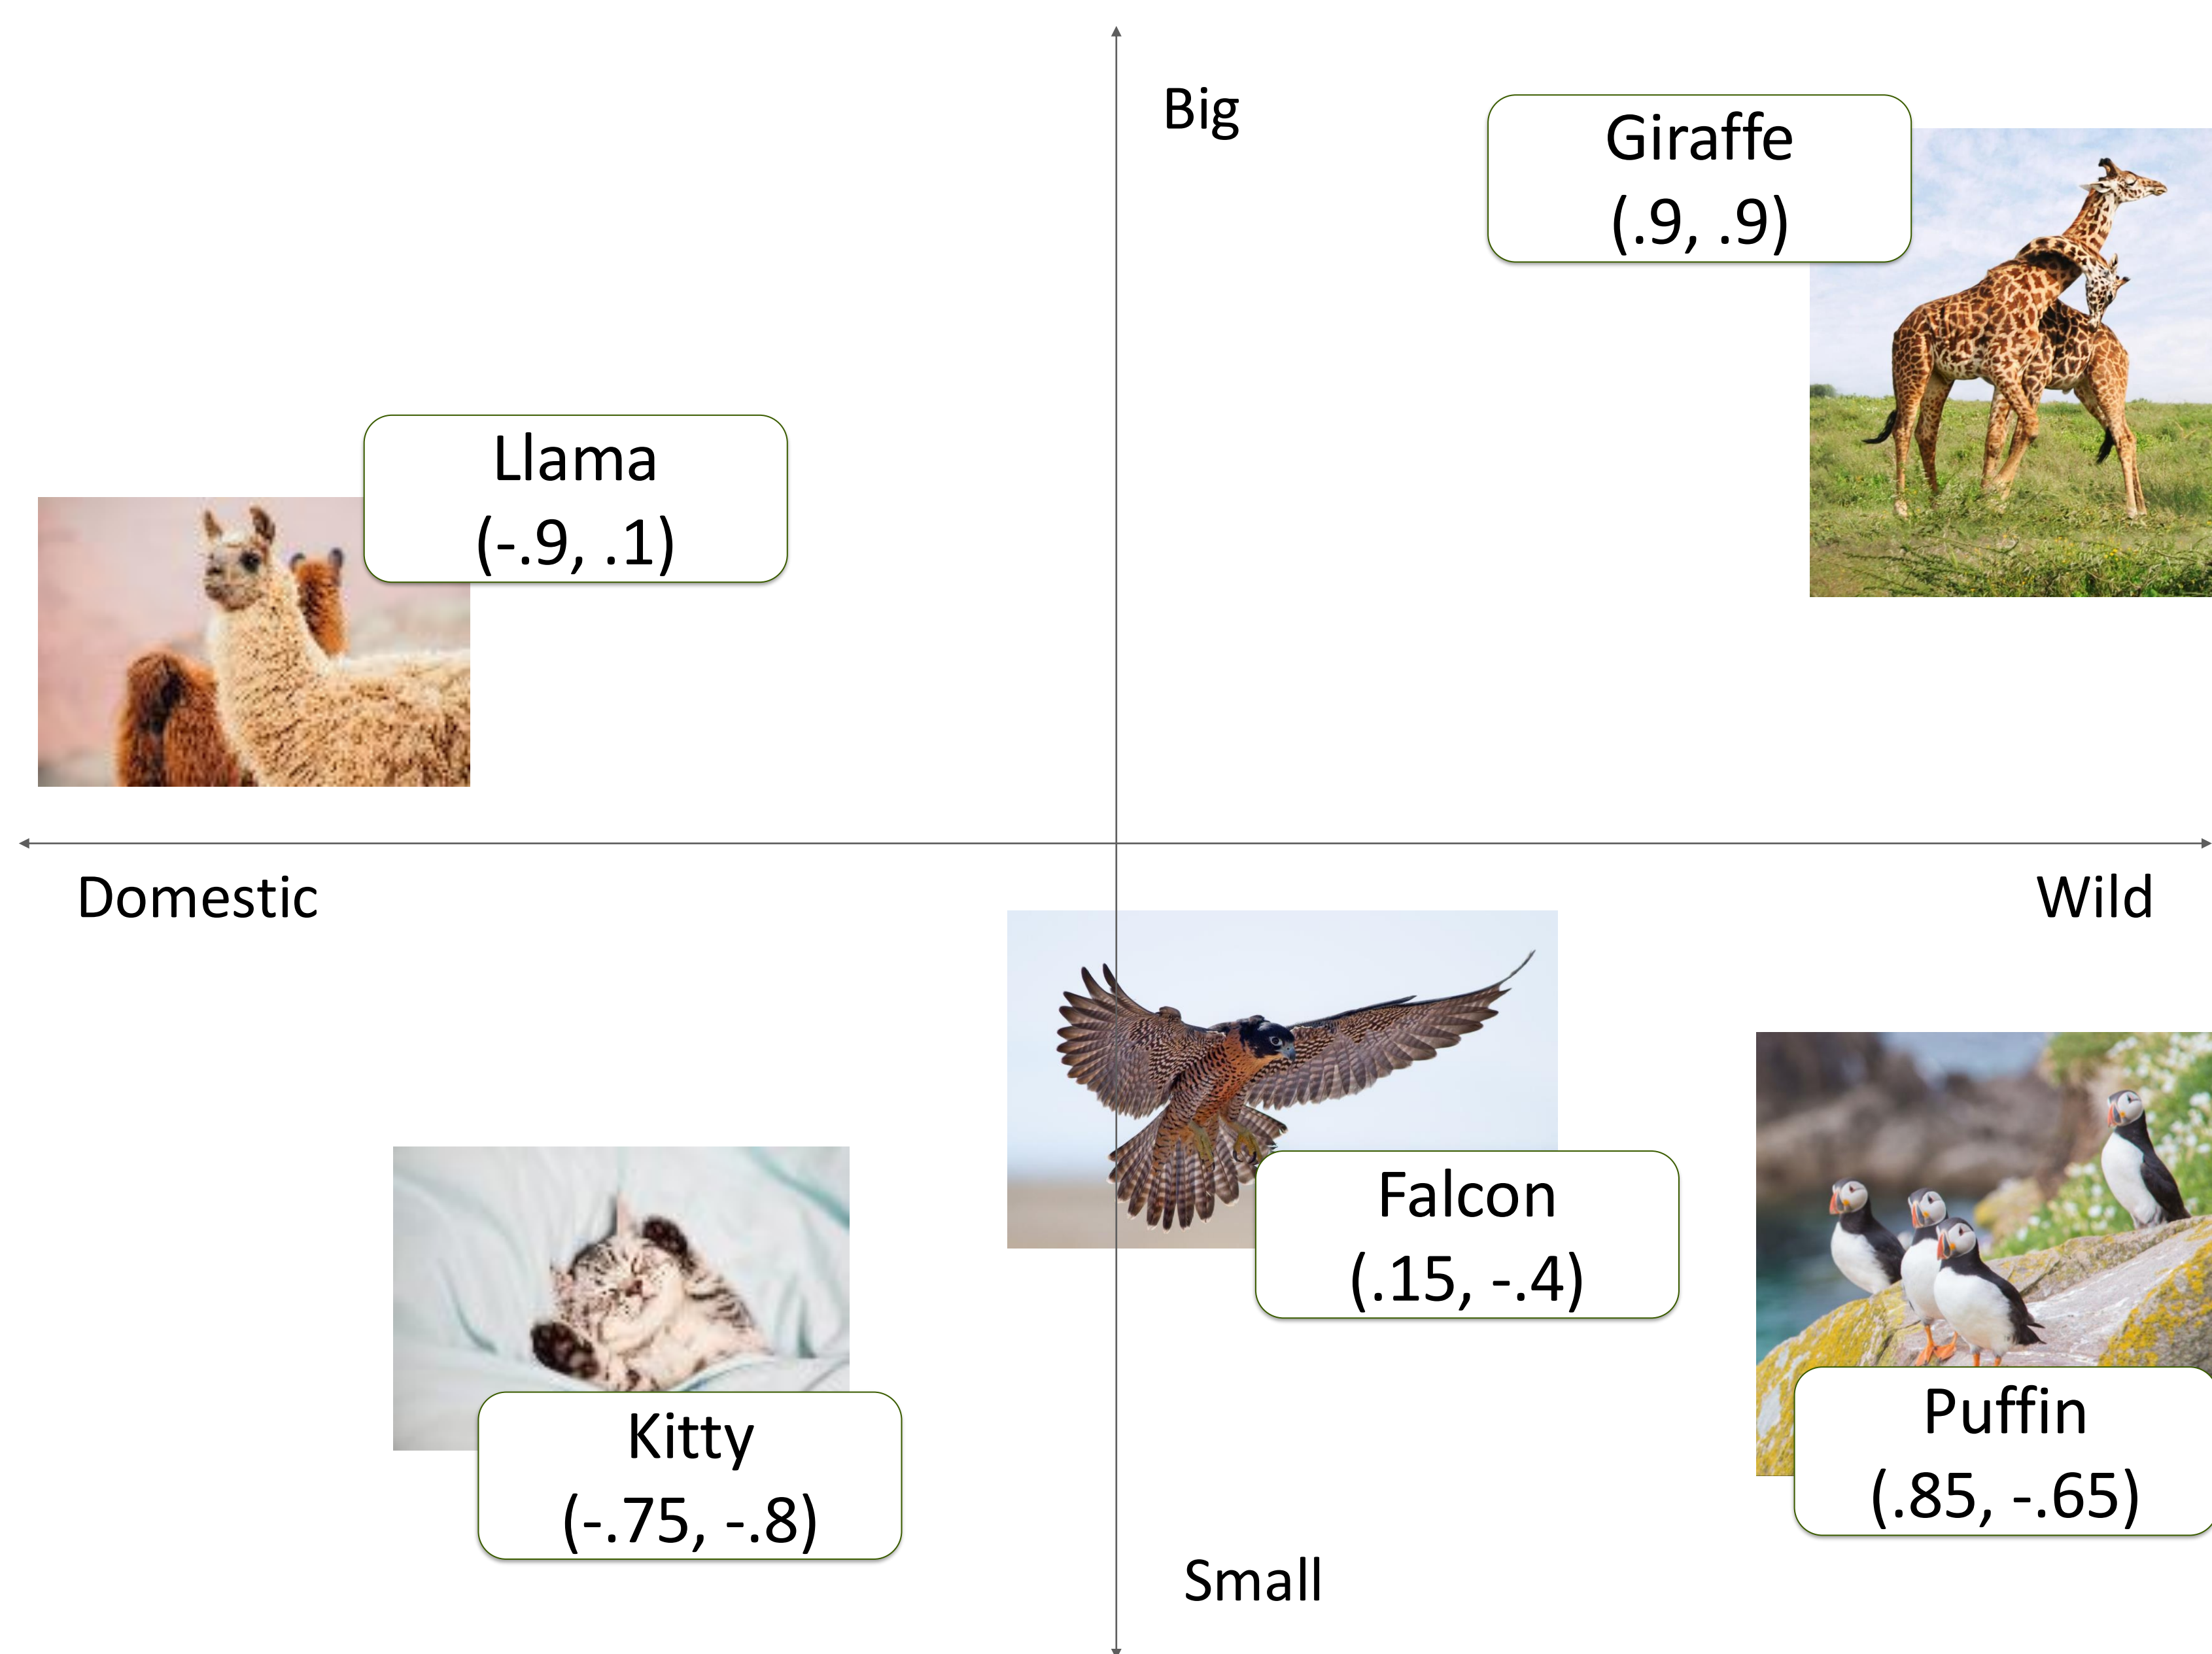 Big
Giraffe
(.9, .9)
Llama
(-.9, .1)
Domestic
Wild
Falcon
(.15, -.4)
Puffin
(.85, -.65)
Kitty
(-.75, -.8)
Small